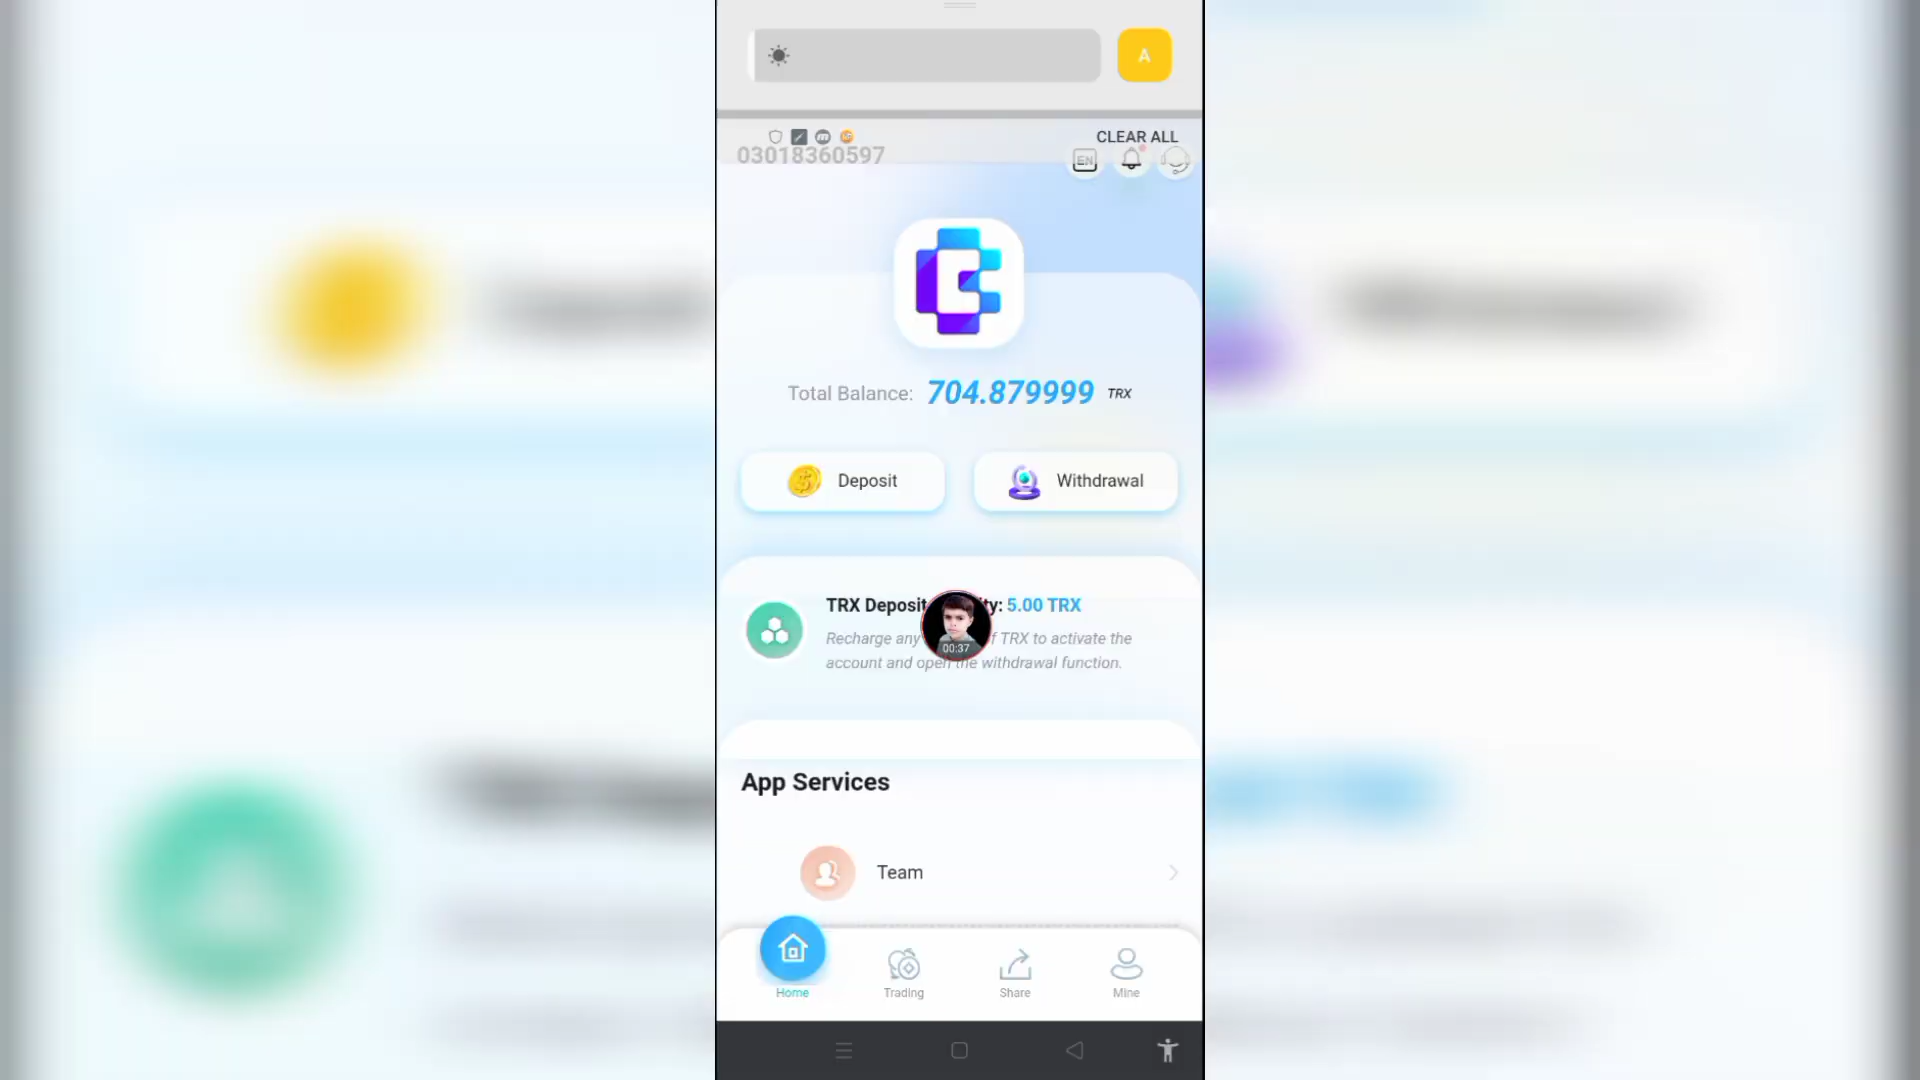 A
CLEAR ALL
03018360597
EN
Total Balance: 704.879999 TRX
Deposit
Withdrawal
TRX Deposit ty: 5.00 TRX
Recharge any f TRX to activate the
00:37
account and open the withdrawal function.
App Services
Team
Home
Trading
Share
Mine